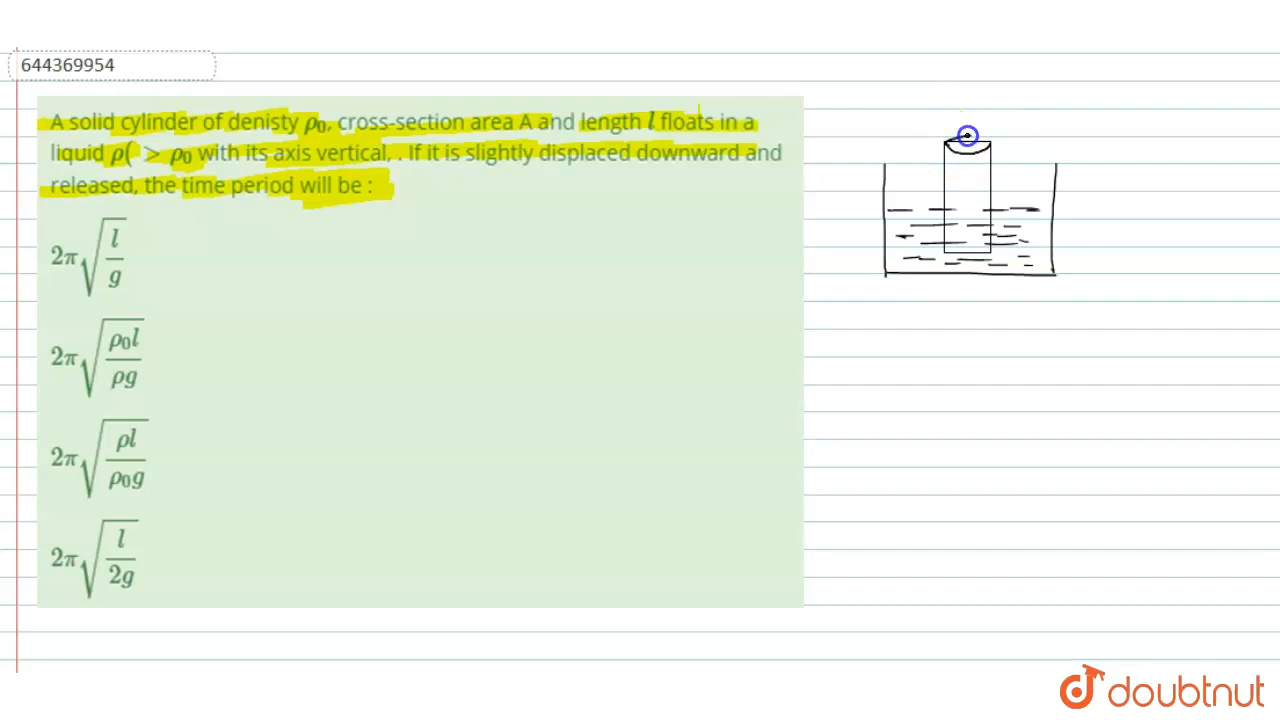 644369954
A solid cylinder of denisty ρ₀, cross-section area A and length l floats in a
liquid ρ( > ρ₀ with its axis vertical, . If it is slightly displaced downward and
released, the time period will be :
2π√(l/g)
2π√(ρ₀l/ρg)
2π√(ρl/ρ₀g)
2π√(l/2g)
doubtnut